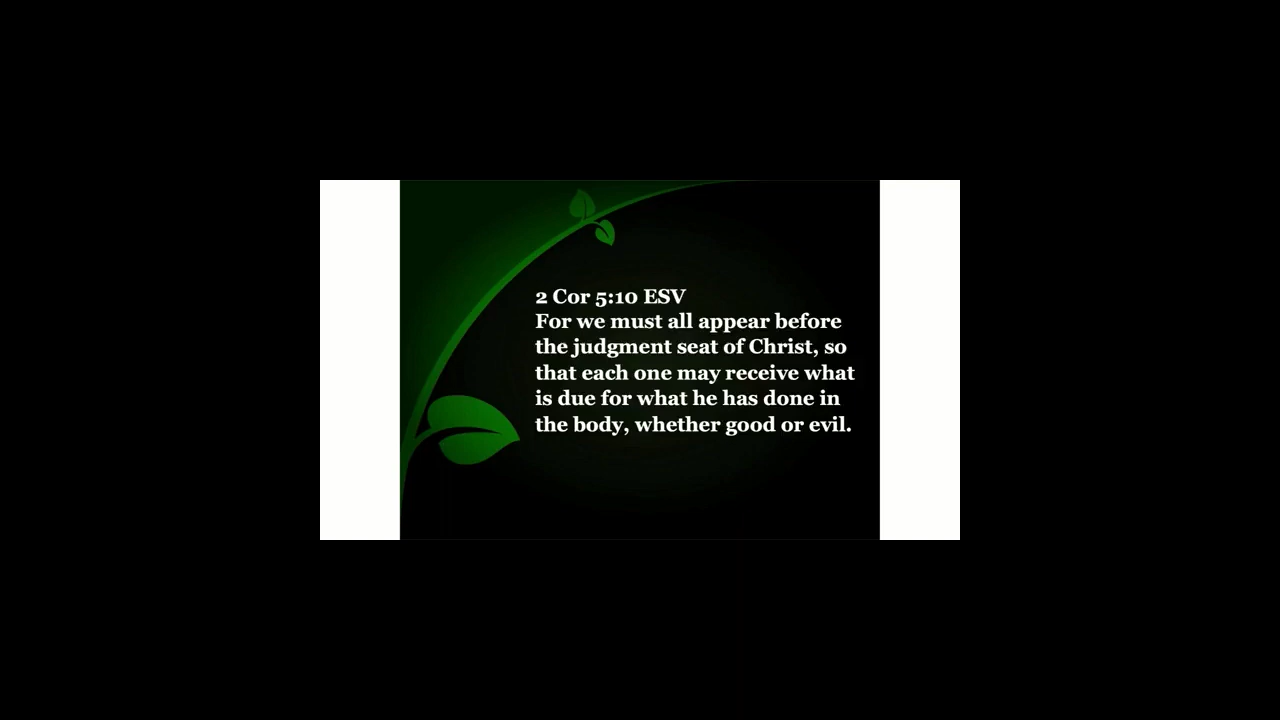 2 Cor 5:10 ESV
For we must all appear before
the judgment seat of Christ, so
that each one may receive what
is due for what he has done in
the body, whether good or evil.